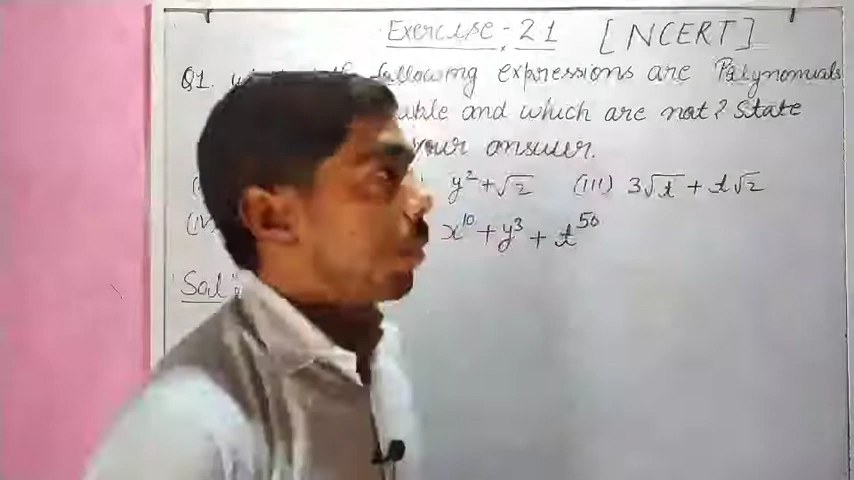 Exercise:- 2.1 [NCERT]
Q1. following expressions are Polynomials
and which are not? State
your answer.
y² + √2 (III) 3√t + t√2
(IV) x¹⁰ + y³ + t⁵⁰
Sol